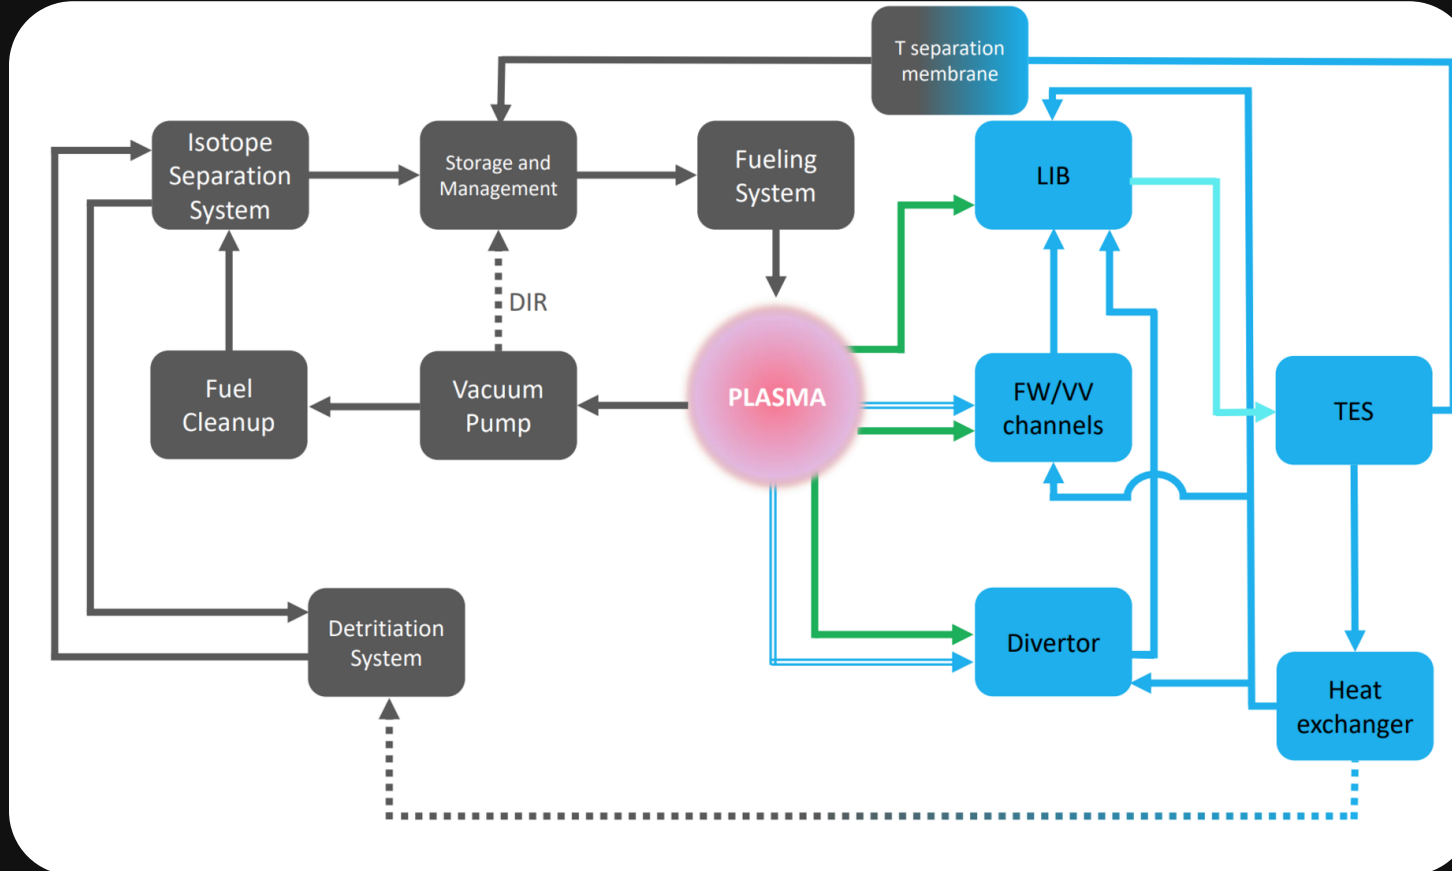 T separation
membrane
Isotope
Separation
System
Storage and
Management
Fueling
System
LIB
DIR
Fuel
Cleanup
Vacuum
Pump
PLASMA
FW/VV
channels
TES
Detritiation
System
Divertor
Heat
exchanger